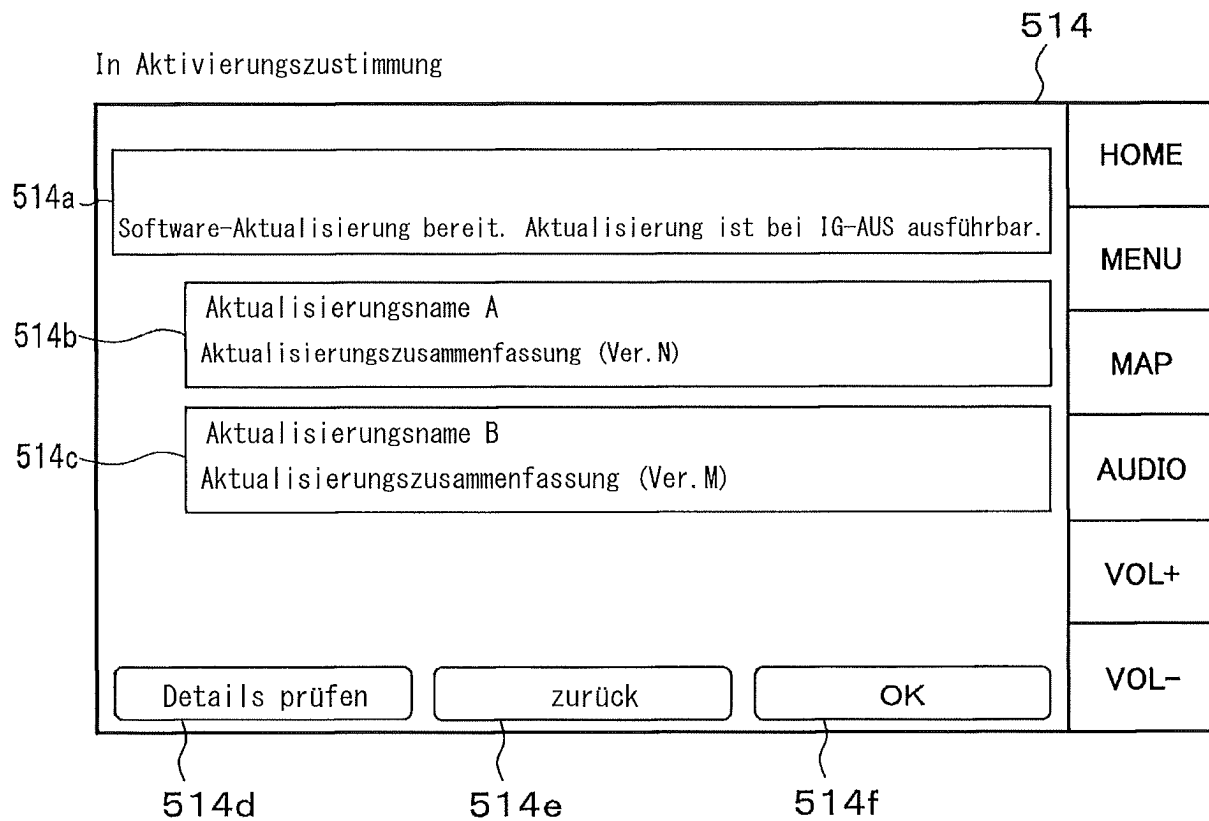 514
In Aktivierungszustimmung
HOME
514a
Software-Aktualisierung bereit. Aktualisierung ist bei IG-AUS ausführbar.
MENU
514b
Aktualisierungsname A
Aktualisierungszusammenfassung (Ver.N)
MAP
514c
Aktualisierungsname B
Aktualisierungszusammenfassung (Ver.M)
AUDIO
VOL+
VOL-
Details prüfen
zurück
OK
514d
514e
514f